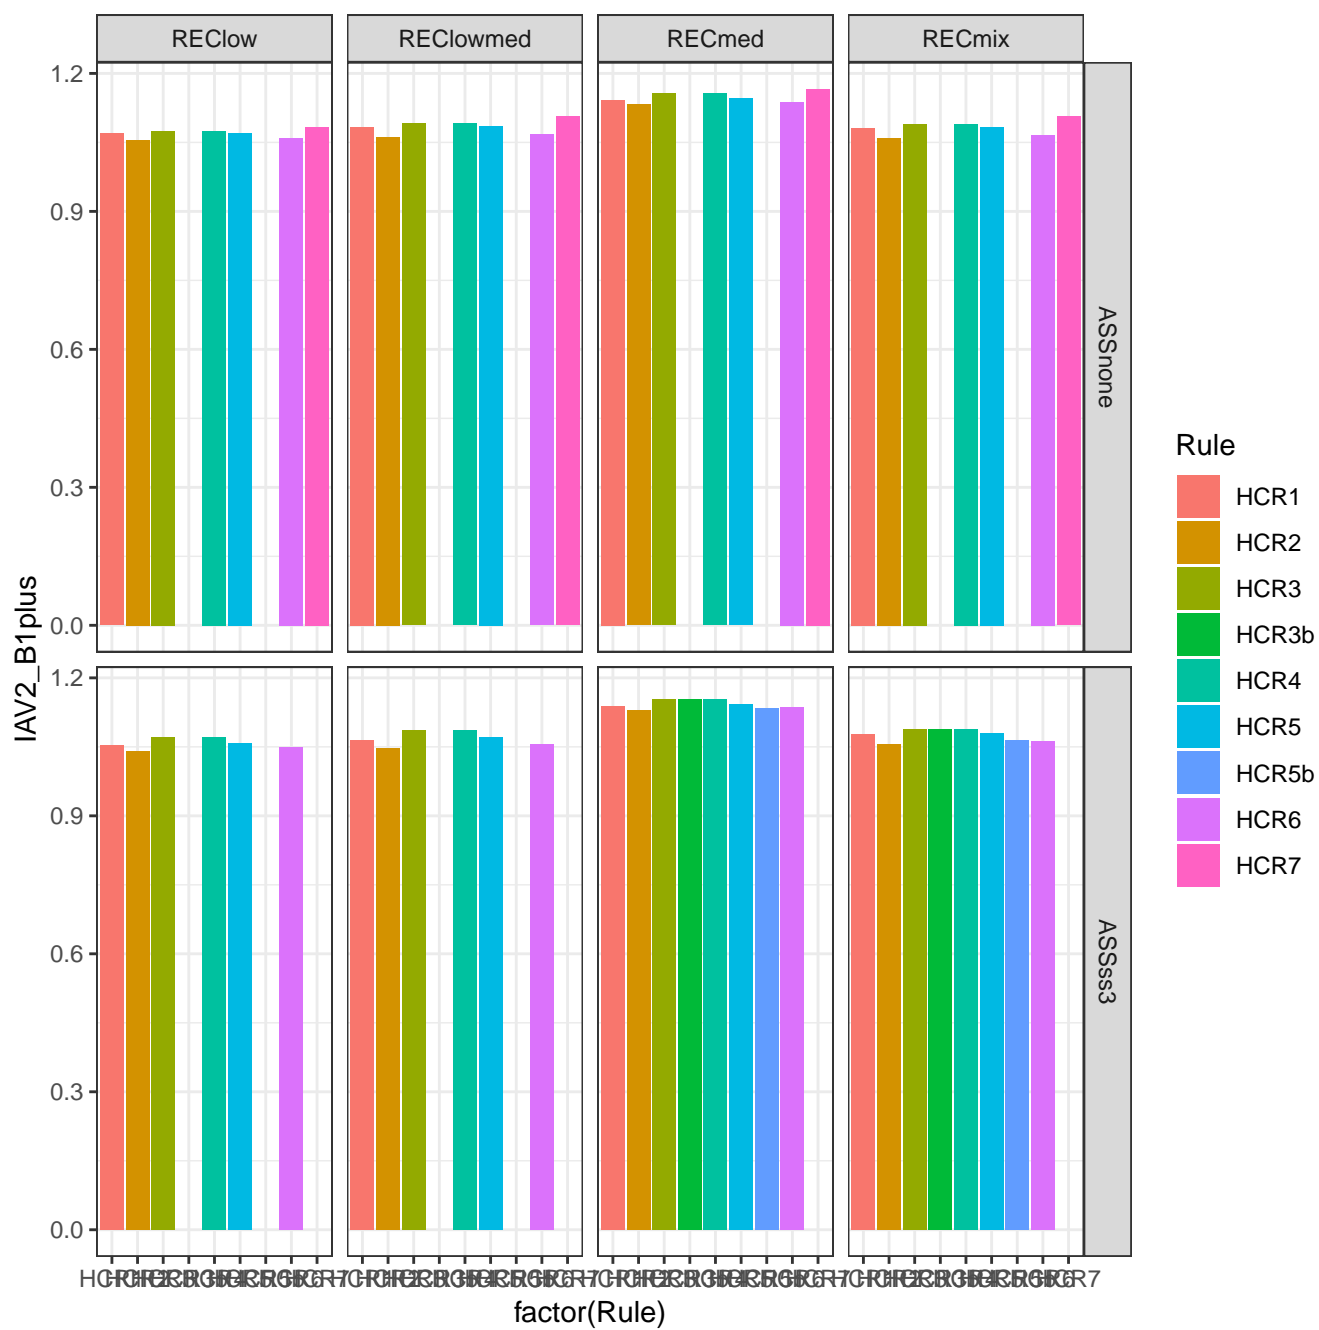 REClow REClowmed RECmed RECmix
1.2
0.9
0.6
0.3
0.0
ASSnone
1.2
0.9
0.6
0.3
0.0
ASSss3
IAV2_B1plus
factor(Rule)
Rule
HCR1
HCR2
HCR3
HCR3b
HCR4
HCR5
HCR5b
HCR6
HCR7